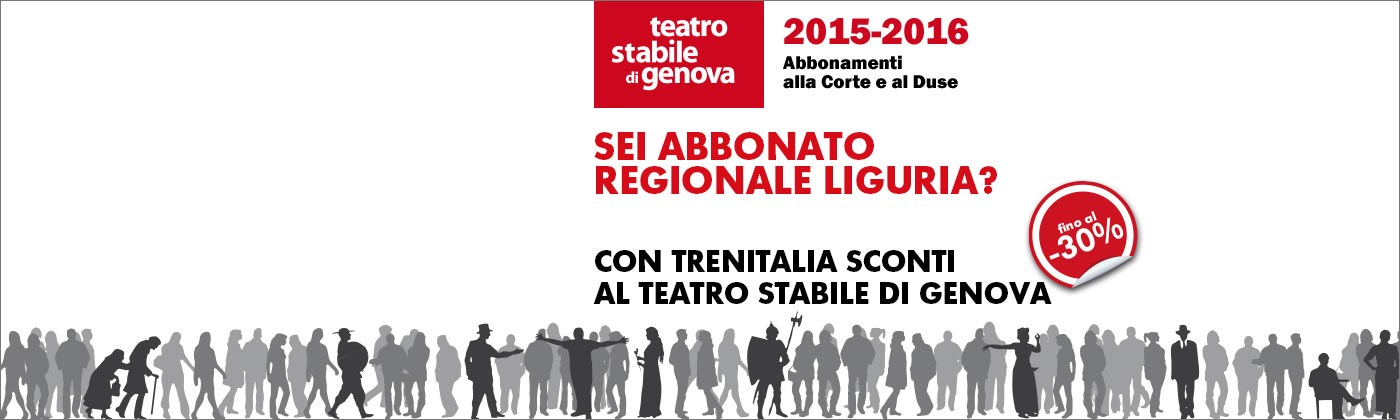 teatro
stabile
di genova
2015-2016
Abbonamenti
alla Corte e al Duse
SEI ABBONATO
REGIONALE LIGURIA?
fino al
-30%
CON TRENITALIA SCONTI
AL TEATRO STABILE DI GENOVA